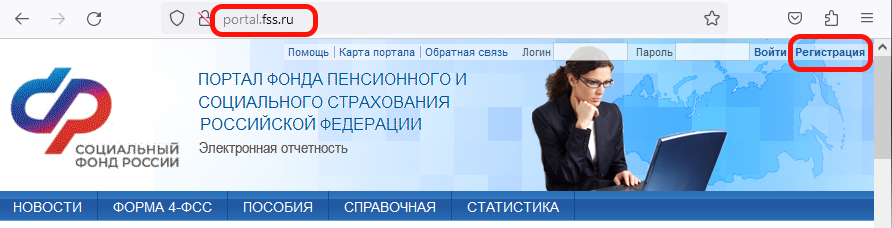 portal.fss.ru
Помощь | Карта портала | Обратная связь Логин Пароль Войти Регистрация
ПОРТАЛ ФОНДА ПЕНСИОННОГО И
СОЦИАЛЬНОГО СТРАХОВАНИЯ
РОССИЙСКОЙ ФЕДЕРАЦИИ
Электронная отчетность
СОЦИАЛЬНЫЙ
ФОНД РОССИИ
НОВОСТИ ФОРМА 4-ФСС ПОСОБИЯ СПРАВОЧНАЯ СТАТИСТИКА